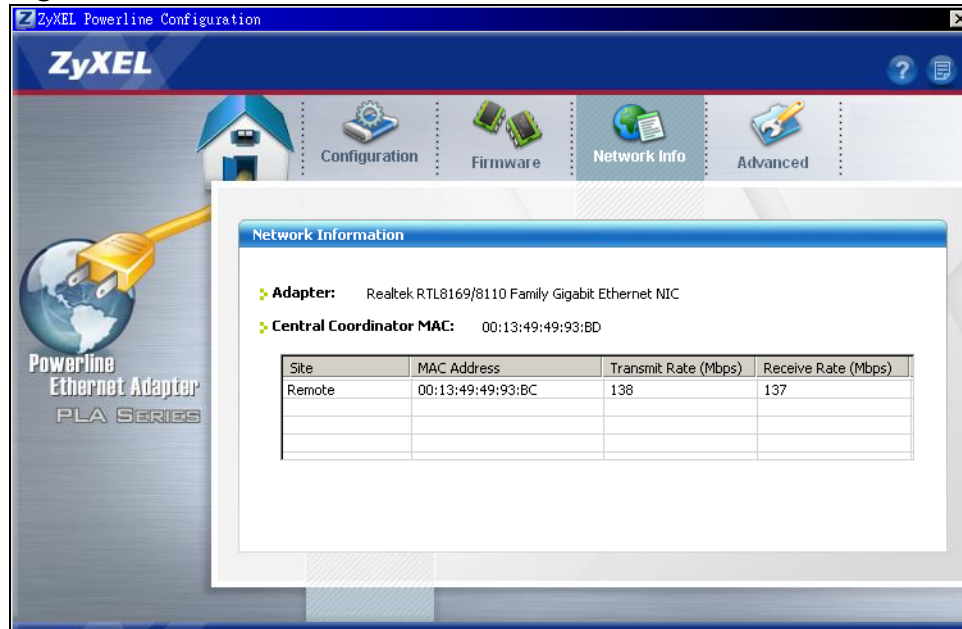 ZyXEL Powerline Configuration
ZyXEL
Configuration
Firmware
Network Info
Advanced
Network Information
Adapter: Realtek RTL8169/8110 Family Gigabit Ethernet NIC
Central Coordinator MAC: 00:13:49:49:93:BD
Site MAC Address Transmit Rate (Mbps) Receive Rate (Mbps)
Remote 00:13:49:49:93:BC 138 137
Powerline
Ethernet Adapter
PLA SERIES